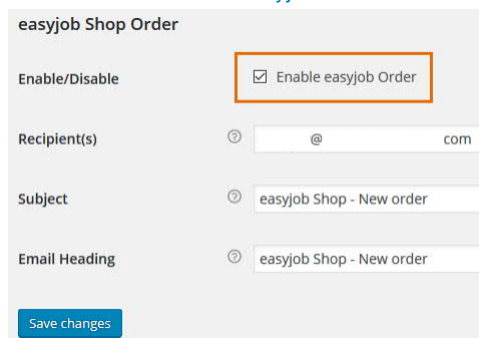 easyjob Shop Order
Enable/Disable
Enable easyjob Order
Recipient(s)
@ com
Subject
easyjob Shop - New order
Email Heading
easyjob Shop - New order
Save changes